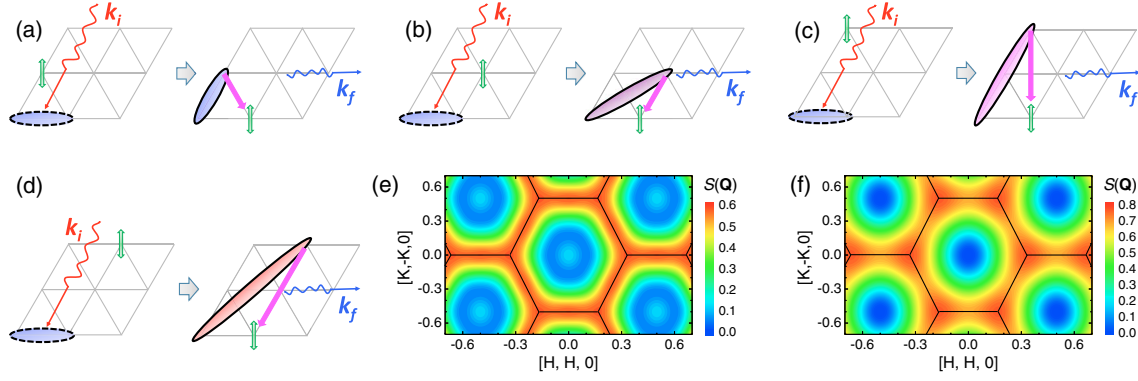 (a) k_i k_f
(b) k_i k_f
(c) k_i k_f
(d) k_i k_f
(e) S(Q)
[K,-K,0]
0.6
0.3
0.0
-0.3
-0.6
-0.6 -0.3 0.0 0.3 0.6
[H, H, 0]
0.6
0.5
0.4
0.3
0.2
0.1
0.0
(f) S(Q)
[K,-K,0]
0.6
0.3
0.0
-0.3
-0.6
-0.6 -0.3 0.0 0.3 0.6
[H, H, 0]
0.8
0.7
0.6
0.5
0.4
0.3
0.2
0.1
0.0